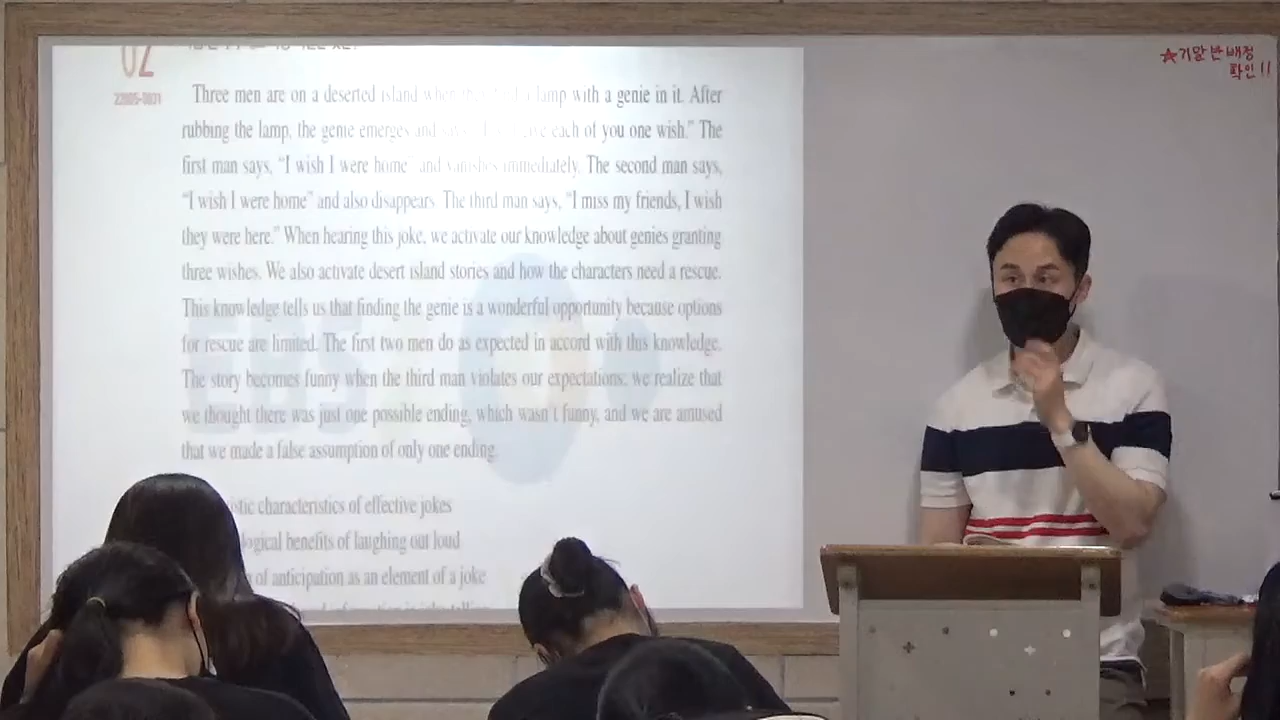 02
22005-0031
★기말 반 배정
확인 !!
Three men are on a deserted island when lamp with a genie in it. After
rubbing the lamp, the genie emerges and each of you one wish." The
first man says, "I wish I were home" and vanishes immediately. The second man says,
"I wish I were home" and also disappears. The third man says, "I miss my friends, I wish
they were here." When hearing this joke, we activate our knowledge about genies granting
three wishes. We also activate desert island stories and how the characters need a rescue.
This knowledge tells us that finding the genie is a wonderful opportunity because options
for rescue are limited. The first two men do as expected in accord with this knowledge.
The story becomes funny when the third man violates our expectations: we realize that
we thought there was just one possible ending, which wasn't funny, and we are amused
that we made a false assumption of only one ending.
characteristics of effective jokes
benefits of laughing out loud
of anticipation as an element of a joke